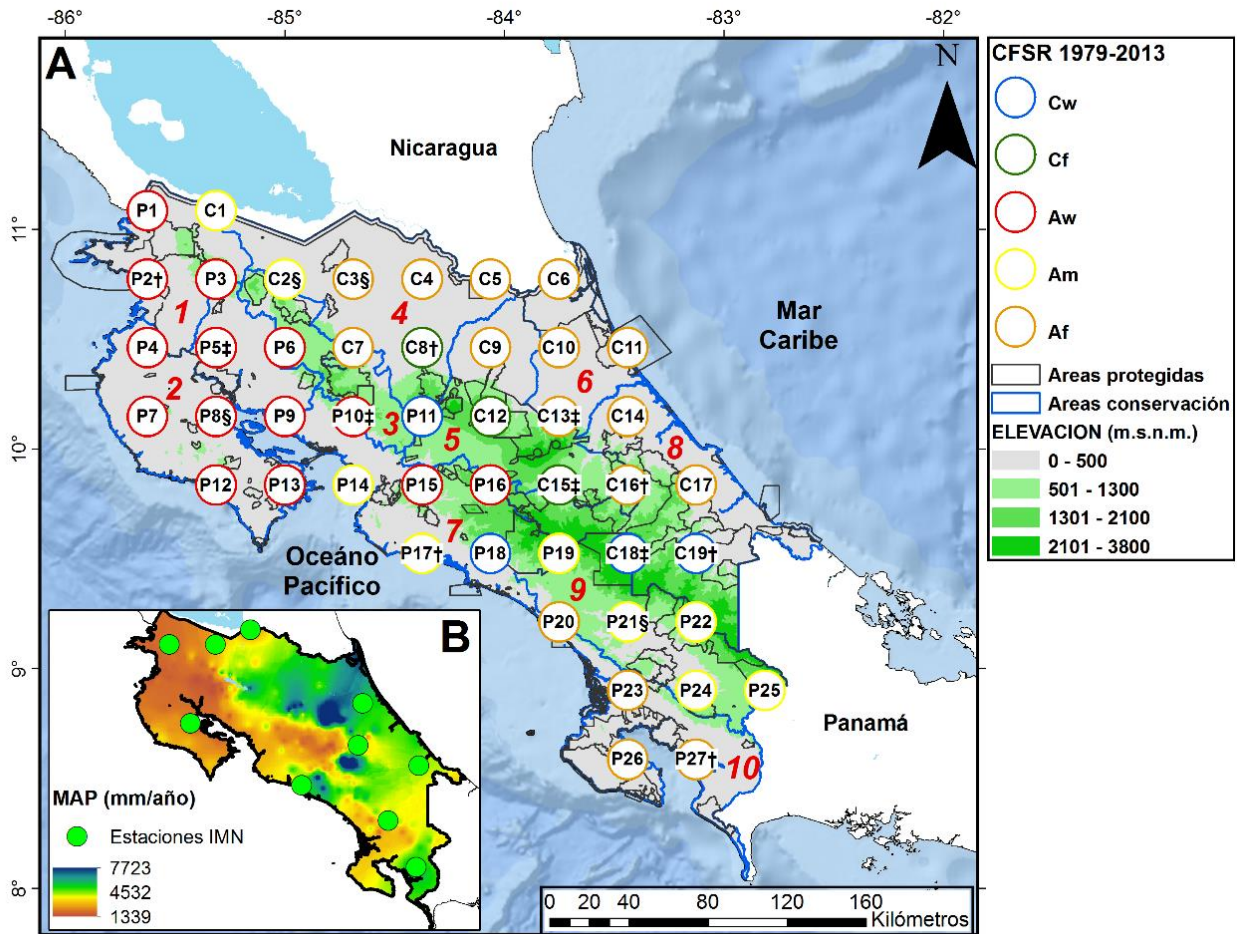 -86° -85° -84° -83° -82°
A
N
Nicaragua
11°
P1 C1
P2† P3 C2§ C3§ C4 C5 C6
1 4
Mar
Caribe
P4 P5‡ P6 C7 C8† C9 C10 C11
2 6
10°
P7 P8§ P9 P10‡ 3 P11 C12 C13‡ C14
5 8
P12 P13 P14 P15 P16 C15‡ C16† C17
7
Oceáno
Pacífico
P17† P18 P19 C18‡ C19†
9
P20 P21§ P22
9°
P23 P24 P25
Panamá
P26 P27† 10
8°
B
MAP (mm/año)
Estaciones IMN
7723
4532
1339
0 20 40 80 120 160
Kilómetros
CFSR 1979-2013
Cw
Cf
Aw
Am
Af
Areas protegidas
Areas conservación
ELEVACION (m.s.n.m.)
0 - 500
501 - 1300
1301 - 2100
2101 - 3800